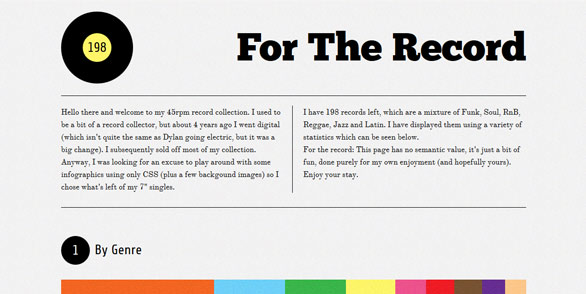 198
For The Record
Hello there and welcome to my 45rpm record collection. I used to
be a bit of a record collector, but about 4 years ago I went digital
(which isn't quite the same as Dylan going electric, but it was a
big change). I subsequently sold off most of my collection.
Anyway, I was looking for an excuse to play around with some
infographics using only CSS (plus a few backgound images) so I
chose what's left of my 7" singles.
I have 198 records left, which are a mixture of Funk, Soul, RnB,
Reggae, Jazz and Latin. I have displayed them using a variety of
statistics which can be seen below.
For the record: This page has no semantic value, it's just a bit of
fun, done purely for my own enjoyment (and hopefully yours).
Enjoy your stay.
1 By Genre